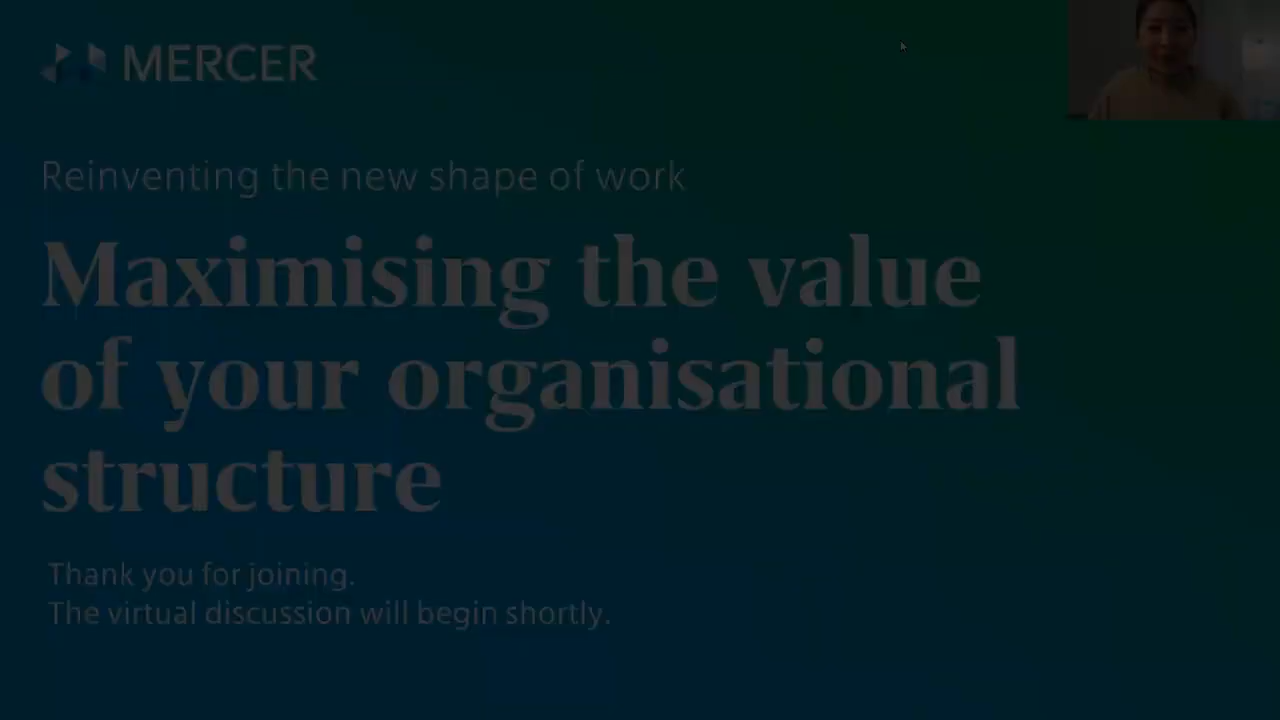 MERCER
Reinventing the new shape of work
Maximising the value
of your organisational
structure
Thank you for joining.
The virtual discussion will begin shortly.